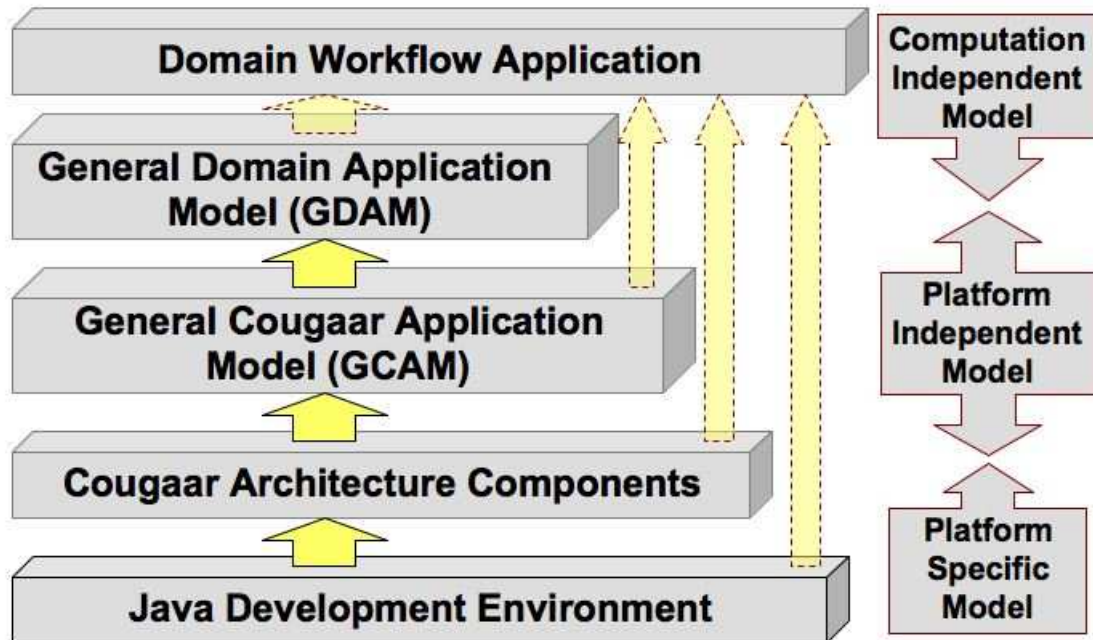 Domain Workflow Application
General Domain Application
Model (GDAM)
General Cougaar Application
Model (GCAM)
Cougaar Architecture Components
Java Development Environment
Computation
Independent
Model
Platform
Independent
Model
Platform
Specific
Model